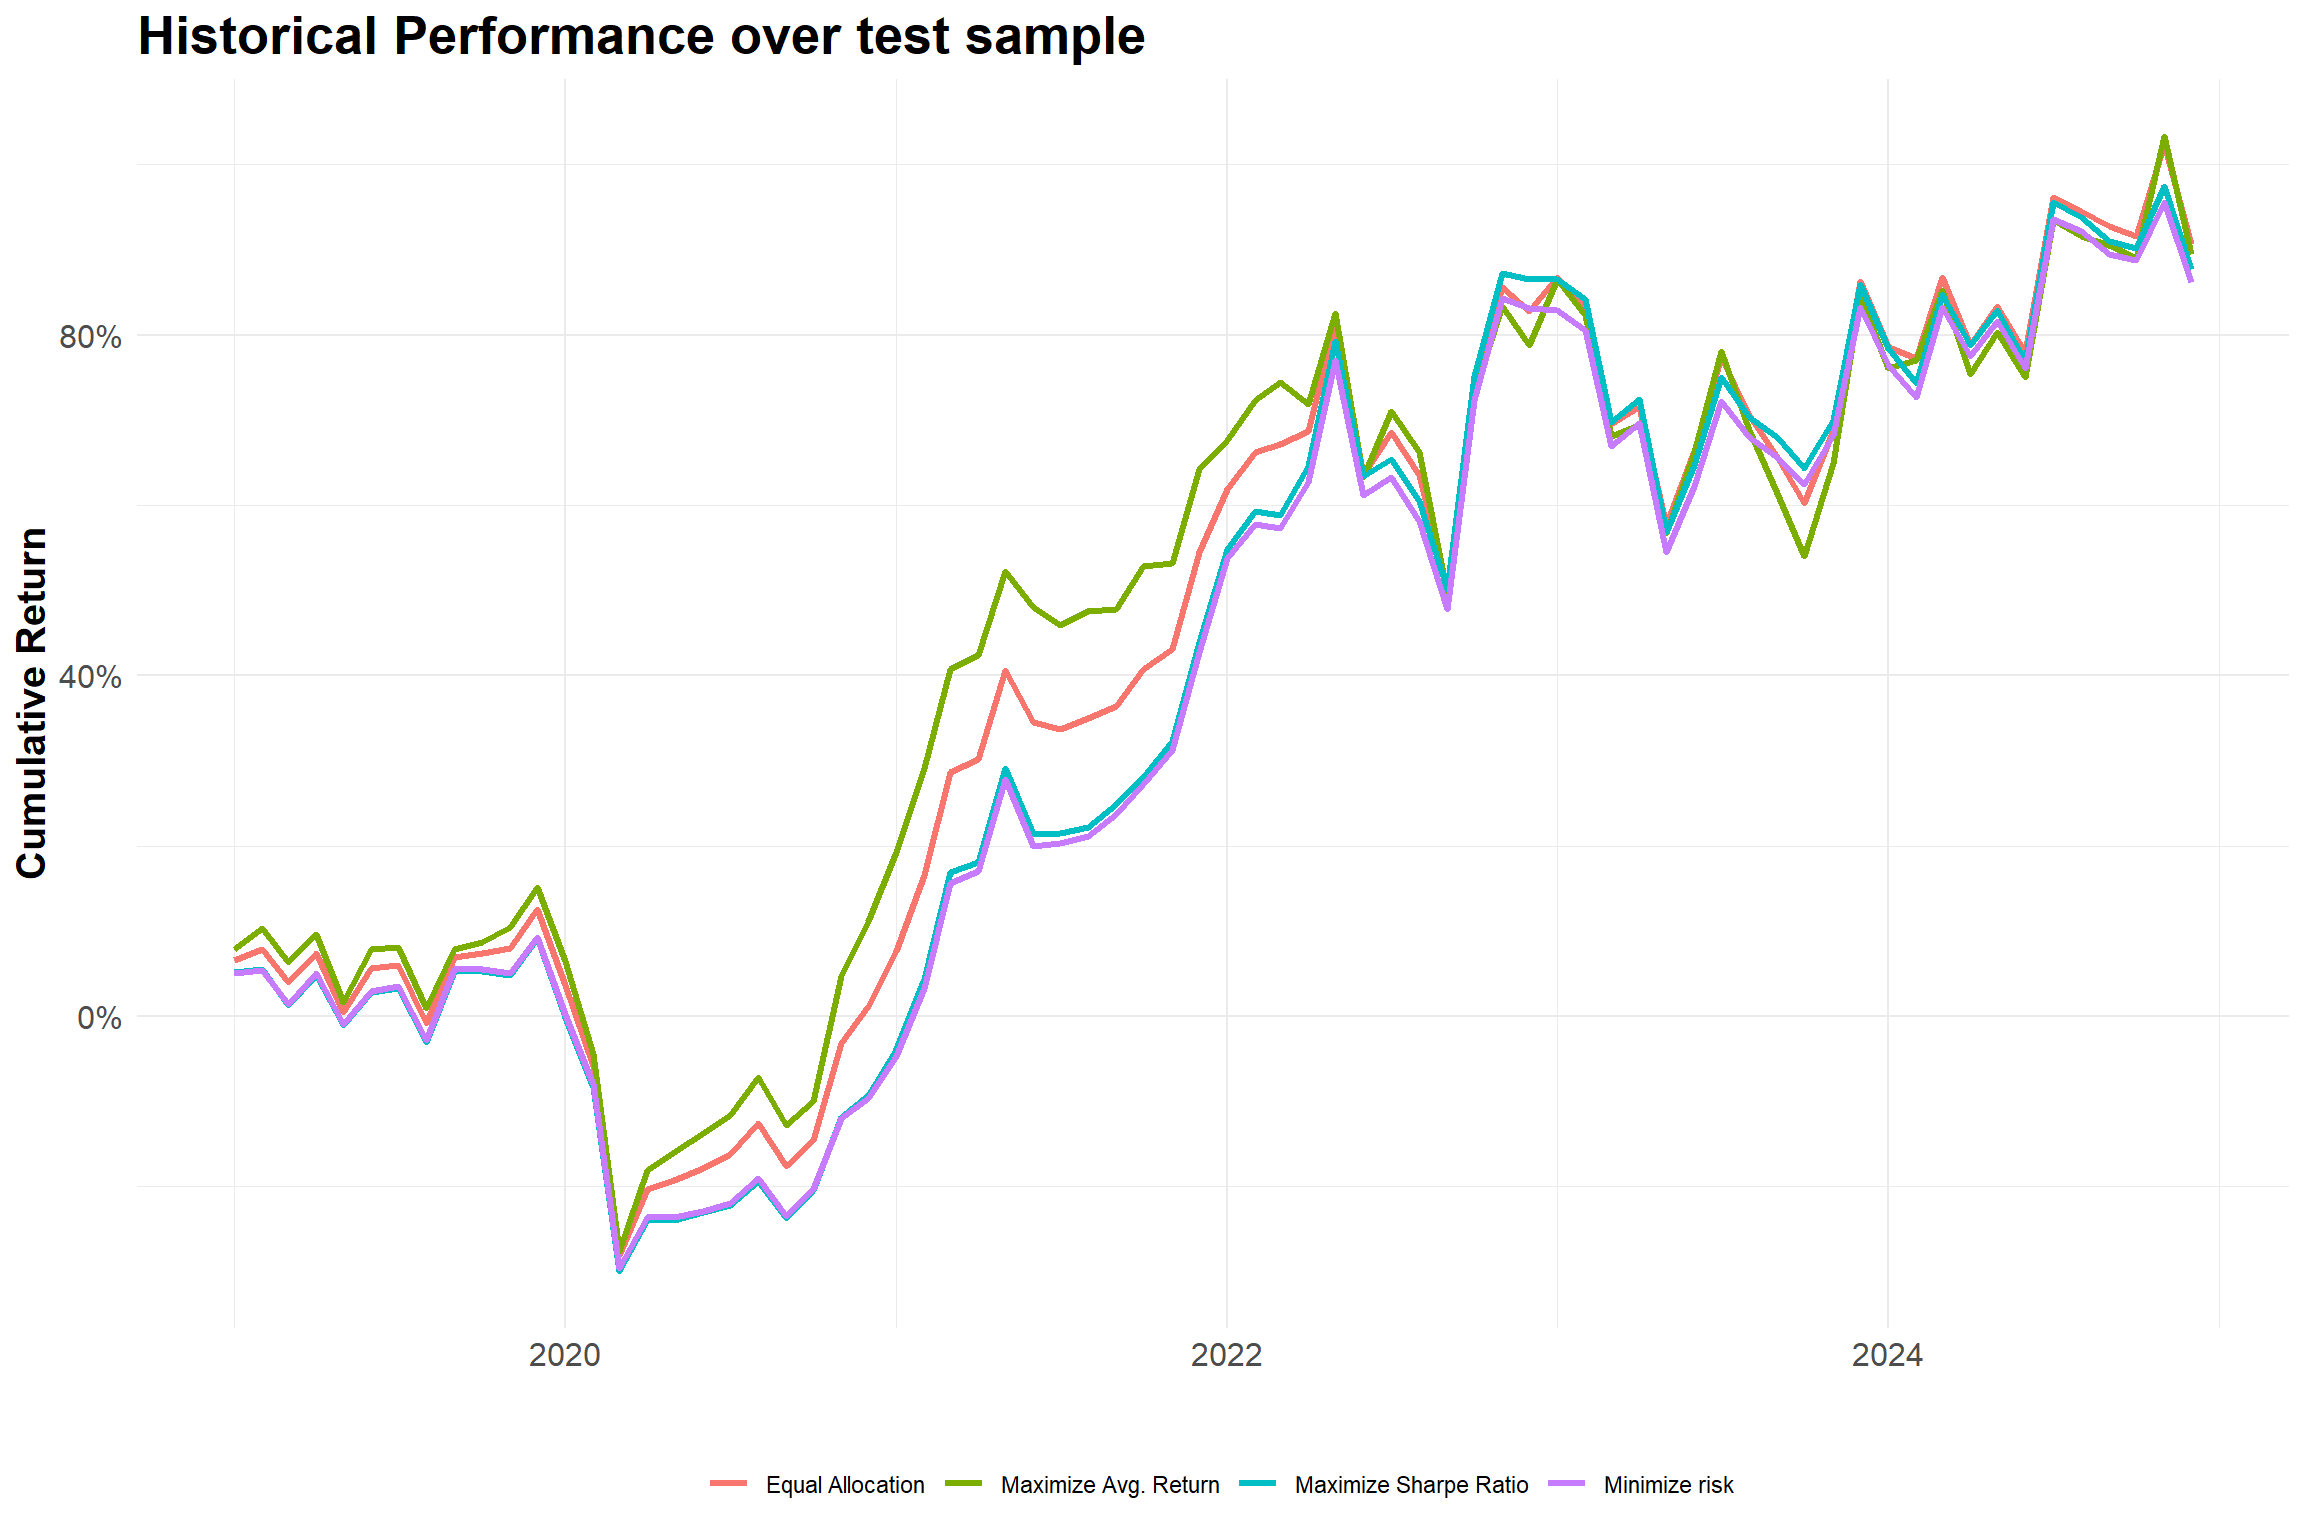 Historical Performance over test sample
Cumulative Return
80%
40%
0%
2020 2022 2024
Equal Allocation Maximize Avg. Return Maximize Sharpe Ratio Minimize risk